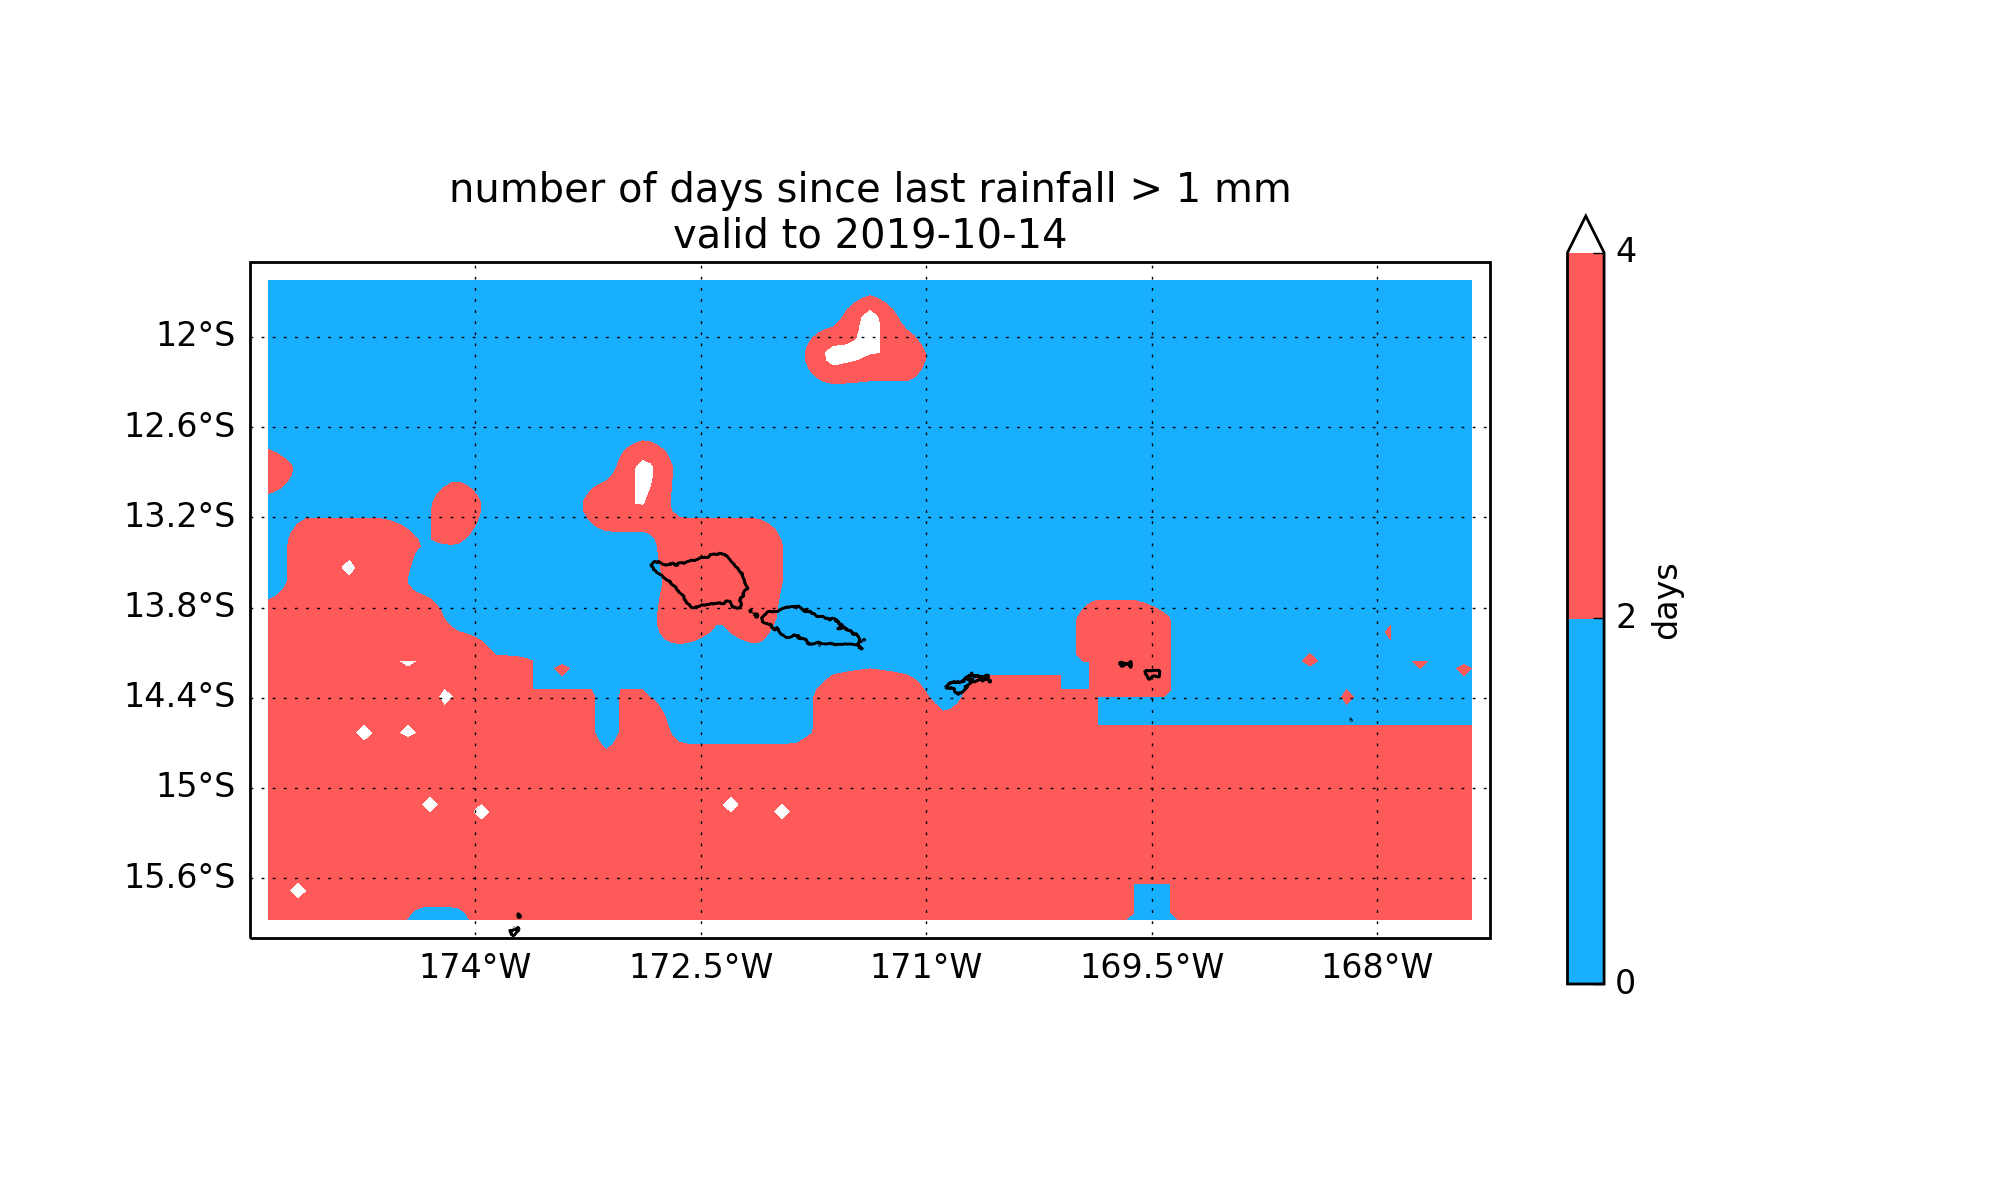 number of days since last rainfall > 1 mm
valid to 2019-10-14
12°S
12.6°S
13.2°S
13.8°S
14.4°S
15°S
15.6°S
174°W
172.5°W
171°W
169.5°W
168°W
4
2
0
days